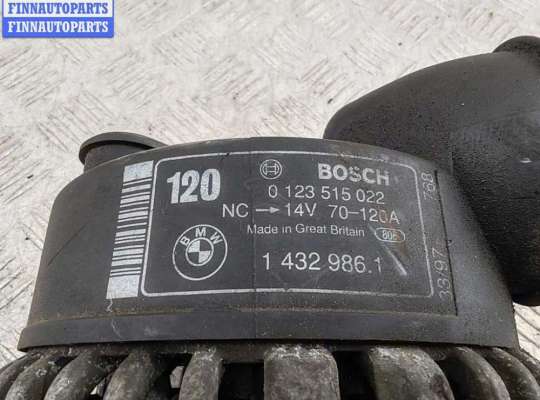 FINNAUTOPARTS
FINNAUTOPARTS
120
BOSCH
0 123 515 022
NC → 14V 70-120A
Made in Great Britain
BMW
1 432 986.1
33/97 768